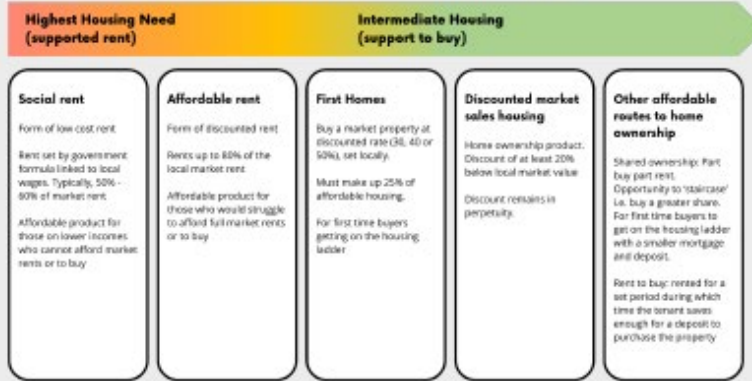 Highest Housing Need
(supported rent)
Intermediate Housing
(support to buy)
Social rent
Form of low cost rent
Rent set by government
formula linked to local
wages. Typically, 50% -
60% of market rent
Affordable product for
those on lower incomes
who cannot afford market
rents or to buy
Affordable rent
Form of discounted rent
Rents up to 80% of the
local market rent
Affordable product for
those who would struggle
to afford full market rents
or to buy
First Homes
Buy a market property at
discounted rate (30, 40 or
50%), set locally.
Must make up 25% of
affordable housing.
For first time buyers
getting on the housing
ladder
Discounted market
sales housing
Home ownership product.
Discount of at least 20%
below local market value
Discount remains in
perpetuity.
Other affordable
routes to home
ownership
Shared ownership: Part
buy part rent.
Opportunity to 'staircase'
i.e. buy a greater share.
For first time buyers to
get on the housing ladder
with a smaller mortgage
and deposit.
Rent to buy: rented for a
set period during which
time the tenant saves
enough for a deposit to
purchase the property